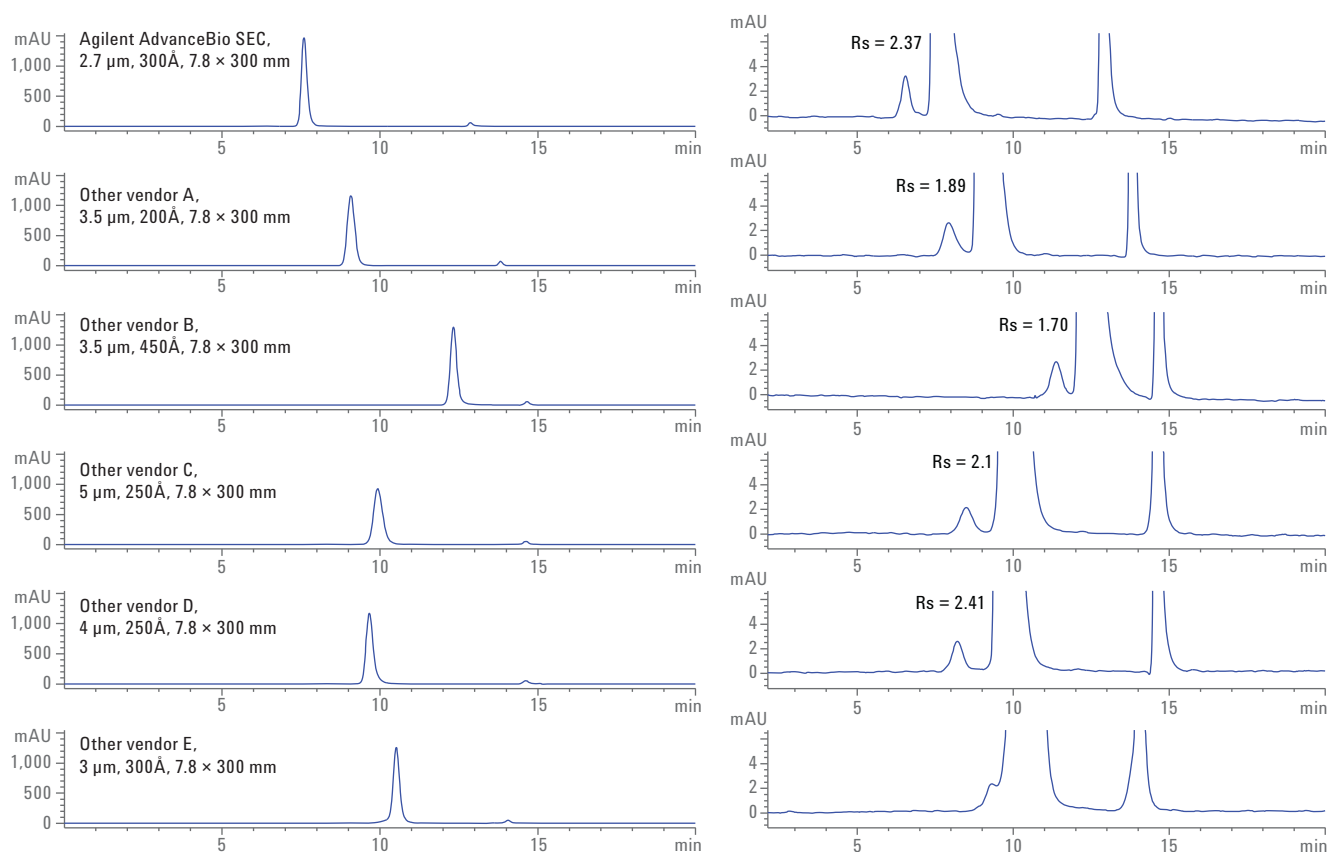 mAU
Agilent AdvanceBio SEC,
2.7 µm, 300Å, 7.8 × 300 mm
1,000
500
0
5
10
15
min
mAU
Rs = 2.37
4
2
0
5
10
15
min
mAU
Other vendor A,
3.5 µm, 200Å, 7.8 × 300 mm
1,000
500
0
5
10
15
min
mAU
Rs = 1.89
4
2
0
5
10
15
min
mAU
Other vendor B,
3.5 µm, 450Å, 7.8 × 300 mm
1,000
500
0
5
10
15
min
mAU
Rs = 1.70
4
2
0
5
10
15
min
mAU
Other vendor C,
5 µm, 250Å, 7.8 × 300 mm
1,000
500
0
5
10
15
min
mAU
Rs = 2.1
4
2
0
5
10
15
min
mAU
Other vendor D,
4 µm, 250Å, 7.8 × 300 mm
1,000
500
0
5
10
15
min
mAU
Rs = 2.41
4
2
0
5
10
15
min
mAU
Other vendor E,
3 µm, 300Å, 7.8 × 300 mm
1,000
500
0
5
10
15
min
mAU
4
2
0
5
10
15
min